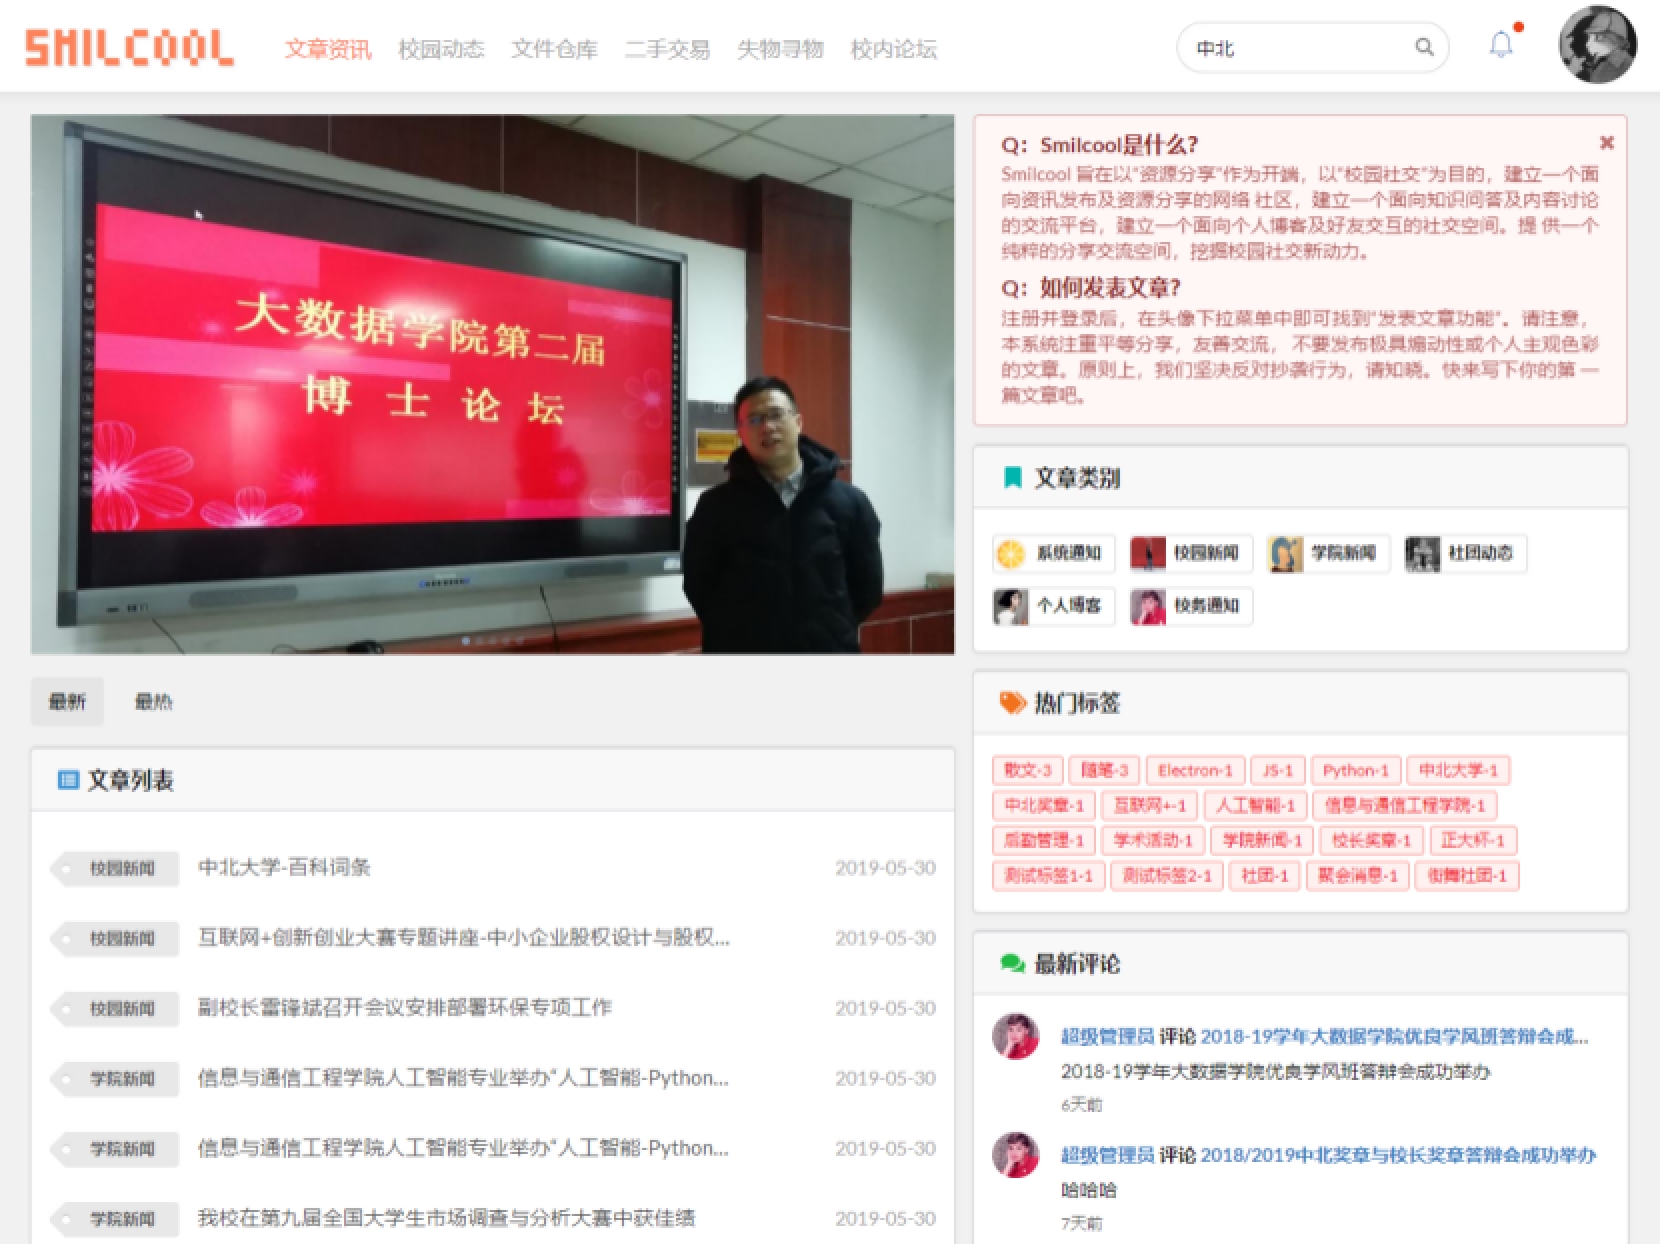 SMILCOOL
文章资讯 校园动态 文件仓库 二手交易 失物寻物 校内论坛
中北
大数据学院第二届
博士论坛
最新 最热
文章列表
校园新闻 中北大学-百科词条 2019-05-30
校园新闻 互联网+创新创业大赛专题讲座-中小企业股权设计与股权... 2019-05-30
校园新闻 副校长雷锋斌召开会议安排部署环保专项工作 2019-05-30
学院新闻 信息与通信工程学院人工智能专业举办“人工智能-Python... 2019-05-30
学院新闻 信息与通信工程学院人工智能专业举办“人工智能-Python... 2019-05-30
学院新闻 我校在第九届全国大学生市场调查与分析大赛中获佳绩 2019-05-30
Q：Smilcool是什么?
Smilcool 旨在以“资源分享”作为开端，以“校园社交”为目的，建立一个面
向资讯发布及资源分享的网络 社区，建立一个面向知识问答及内容讨论
的交流平台，建立一个面向个人博客及好友交互的社交空间。提 供一个
纯粹的分享交流空间，挖掘校园社交新动力。
Q：如何发表文章?
注册并登录后，在头像下拉菜单中即可找到“发表文章功能”。请注意，
本系统注重平等分享，友善交流， 不要发布极具煽动性或个人主观色彩
的文章。原则上，我们坚决反对抄袭行为，请知晓。快来写下你的第 一
篇文章吧。
文章类别
系统通知 校园新闻 学院新闻 社团动态
个人博客 校务通知
热门标签
散文-3 随笔-3 Electron-1 JS-1 Python-1 中北大学-1
中北奖章-1 互联网+-1 人工智能-1 信息与通信工程学院-1
后勤管理-1 学术活动-1 学院新闻-1 校长奖章-1 正大杯-1
测试标签1-1 测试标签2-1 社团-1 聚会消息-1 街舞社团-1
最新评论
超级管理员 评论 2018-19学年大数据学院优良学风班答辩会成...
2018-19学年大数据学院优良学风班答辩会成功举办
6天前
超级管理员 评论 2018/2019中北奖章与校长奖章答辩会成功举办
哈哈哈
7天前